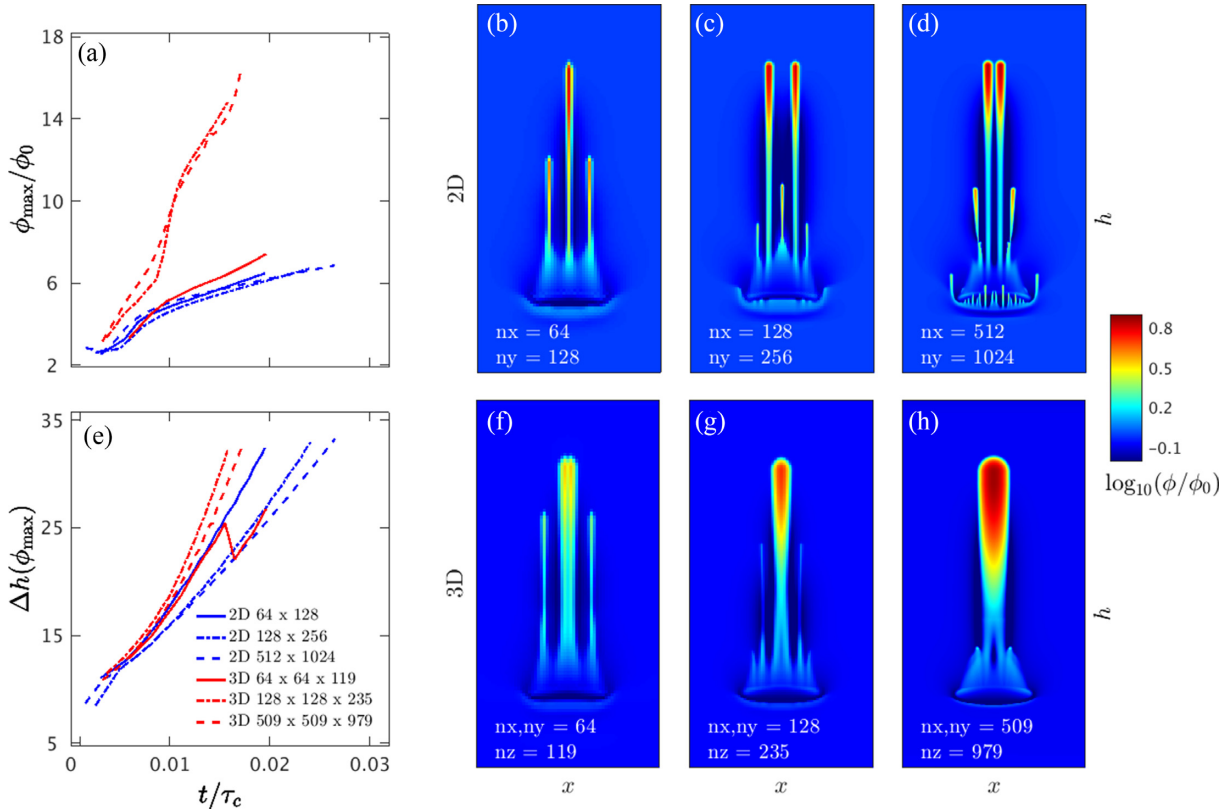 (a)
18
14
10
6
2
ϕmax/ϕ0
(b)
nx = 64
ny = 128
(c)
nx = 128
ny = 256
(d)
nx = 512
ny = 1024
2D
h
0.8
0.5
0.2
−0.1
log10(ϕ/ϕ0)
(e)
35
25
15
5
Δh(ϕmax)
2D 64 x 128
2D 128 x 256
2D 512 x 1024
3D 64 x 64 x 119
3D 128 x 128 x 235
3D 509 x 509 x 979
0 0.01 0.02 0.03
t/τc
(f)
nx,ny = 64
nz = 119
(g)
nx,ny = 128
nz = 235
(h)
nx,ny = 509
nz = 979
3D
h
x x x